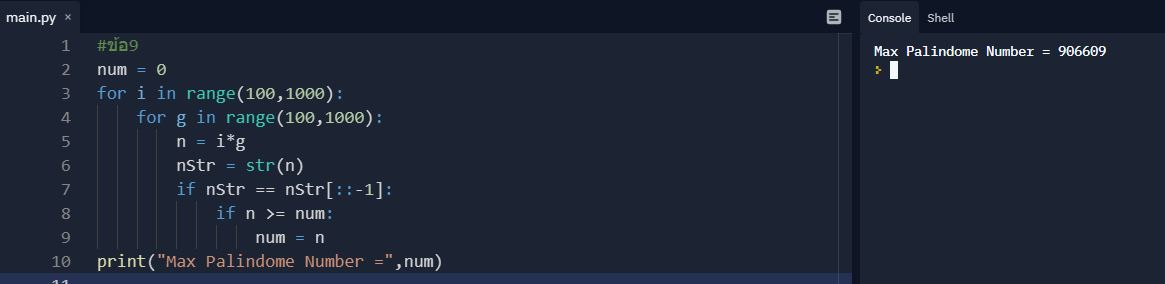 main.py ×
1 #ข้อ9
2 num = 0
3 for i in range(100,1000):
4 for g in range(100,1000):
5 n = i*g
6 nStr = str(n)
7 if nStr == nStr[::-1]:
8 if n >= num:
9 num = n
10 print("Max Palindome Number =",num)
11
Console Shell
Max Palindome Number = 906609
>